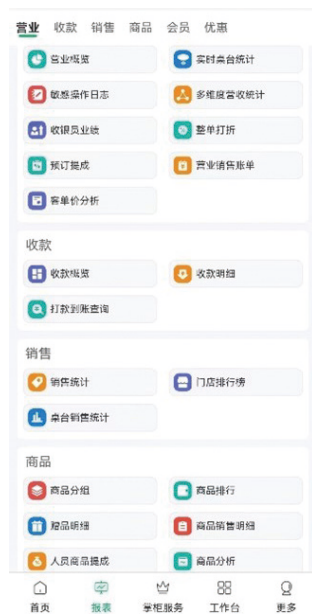 营业 收款 销售 商品 会员 优惠
营业概览 实时桌台统计
敏感操作日志 多维度营收统计
收银员业绩 整单打折
预订提成 营业销售账单
客单价分析
收款
收款概览 收款明细
打款到账查询
销售
销售统计 门店排行榜
桌台销售统计
商品
商品分组 商品排行
赠品明细 商品销售明细
人员商品提成 商品分析
首页 报表 掌柜服务 工作台 更多